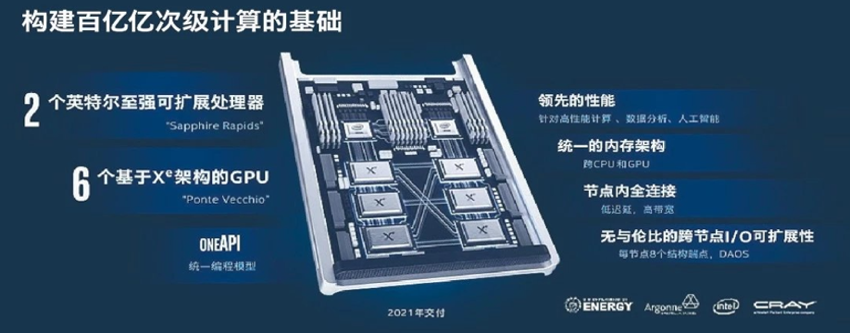 构建百亿亿次级计算的基础
2 个英特尔至强可扩展处理器
"Sapphire Rapids"
6 个基于Xe架构的GPU
"Ponte Vecchio"
ONEAPI
统一编程模型
领先的性能
针对高性能计算、数据分析、人工智能
统一的内存架构
跨CPU和GPU
节点内全连接
低迟延，高带宽
无与伦比的跨节点I/O可扩展性
每节点8个结构端点，DAOS
2021年交付
ENERGY
Argonne
intel
CRAY